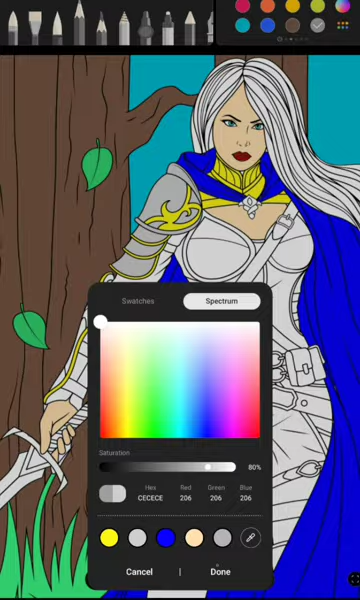 Swatches Spectrum
Saturation
80%
Hex Red Green Blue
CECECE 206 206 206
Cancel | Done